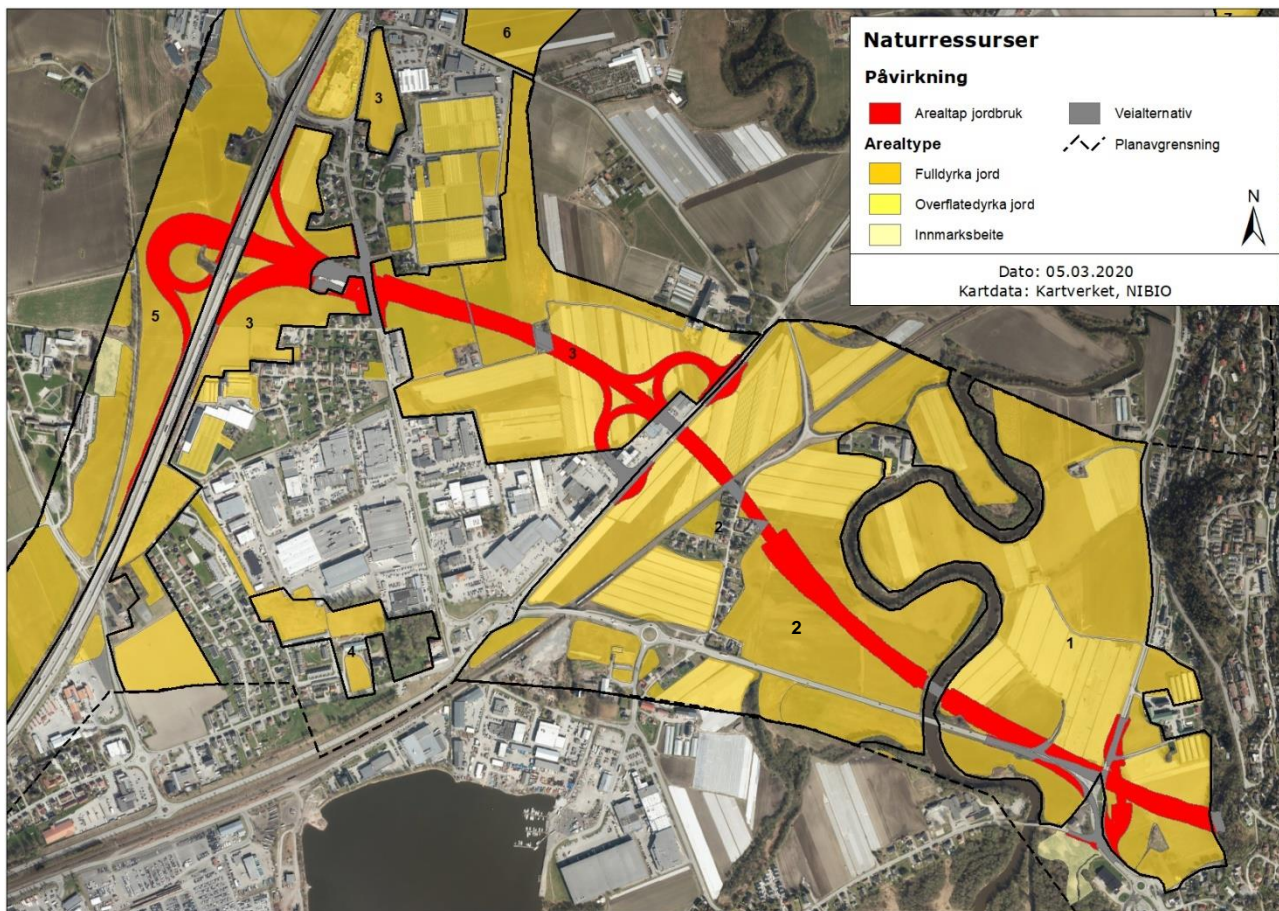 Naturressurser
Påvirkning
Arealtap jordbruk
Veialternativ
Arealtype
Planavgrensning
Fulldyrka jord
Overflatedyrka jord
Innmarksbeite
N
Dato: 05.03.2020
Kartdata: Kartverket, NIBIO
6
7
3
5
3
3
2
2
1
4